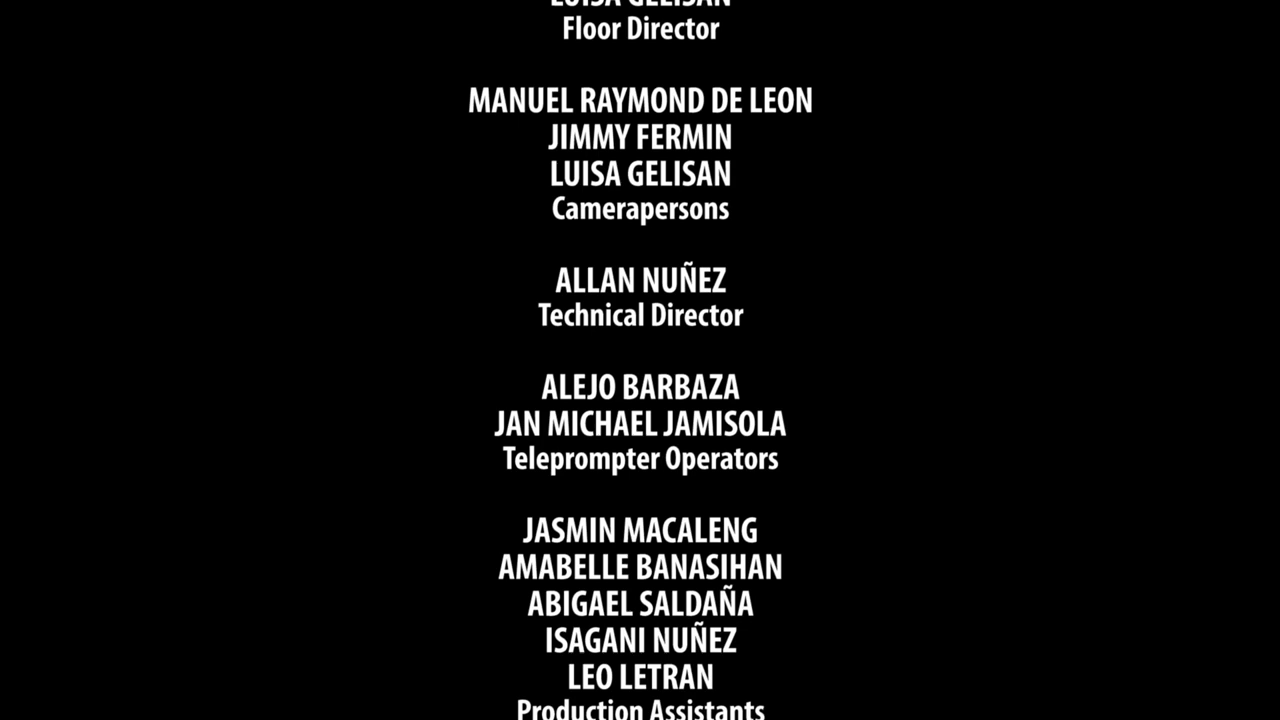 LUISA GELISAN
Floor Director
MANUEL RAYMOND DE LEON
JIMMY FERMIN
LUISA GELISAN
Camerapersons
ALLAN NUÑEZ
Technical Director
ALEJO BARBAZA
JAN MICHAEL JAMISOLA
Teleprompter Operators
JASMIN MACALENG
AMABELLE BANASIHAN
ABIGAEL SALDAÑA
ISAGANI NUÑEZ
LEO LETRAN
Production Assistants